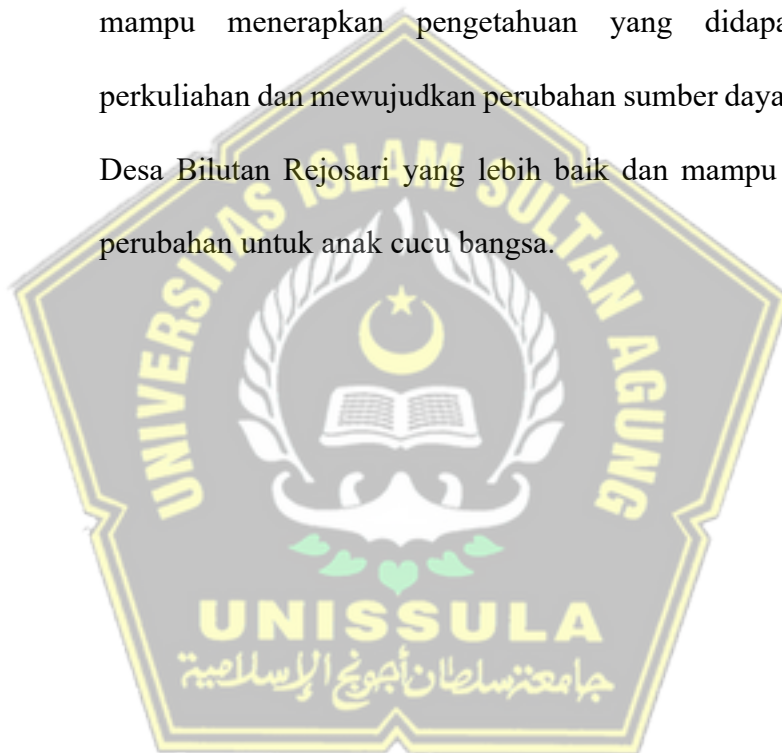 mampu menerapkan pengetahuan yang
perkuliahan dan mewujudkan perubahan sumber daya
Desa Bilutan Rejosari yang lebih baik dan mampu
perubahan untuk anak cucu bangsa.
UNIVERSITAS ISLAM SULTAN AGUNG
UNISSULA
جامعة سلطان أجونج الإسلامية